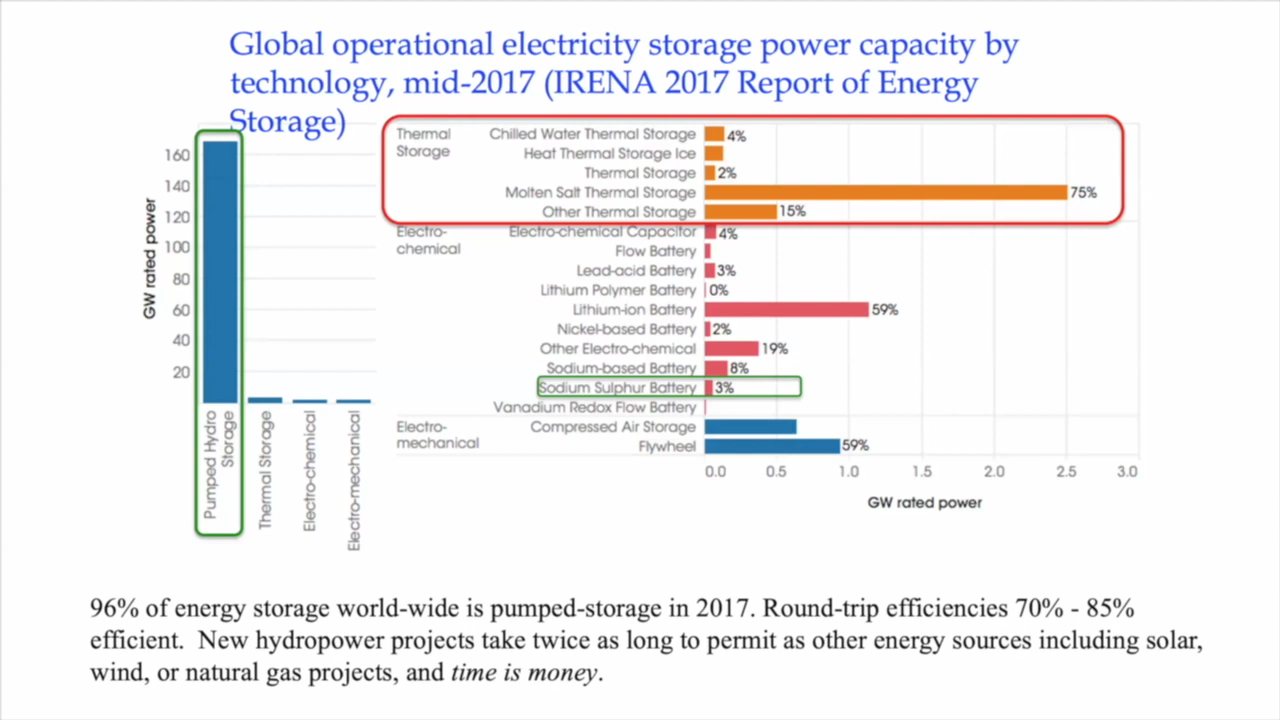 Global operational electricity storage power capacity by
technology, mid-2017 (IRENA 2017 Report of Energy
Storage)
GW rated power
160
140
120
100
80
60
40
20
Pumped Hydro
Storage
Thermal Storage
Electro-chemical
Electro-mechanical
Thermal
Storage
Chilled Water Thermal Storage 4%
Heat Thermal Storage Ice
Thermal Storage 2%
Molten Salt Thermal Storage 75%
Other Thermal Storage 15%
Electro-
chemical
Electro-chemical Capacitor 4%
Flow Battery
Lead-acid Battery 3%
Lithium Polymer Battery 0%
Lithium-ion Battery 59%
Nickel-based Battery 2%
Other Electro-chemical 19%
Sodium-based Battery 8%
Sodium Sulphur Battery 3%
Vanadium Redox Flow Battery
Electro-
mechanical
Compressed Air Storage
Flywheel 59%
0.0 0.5 1.0 1.5 2.0 2.5 3.0
GW rated power
96% of energy storage world-wide is pumped-storage in 2017. Round-trip efficiencies 70% - 85%
efficient. New hydropower projects take twice as long to permit as other energy sources including solar,
wind, or natural gas projects, and time is money.